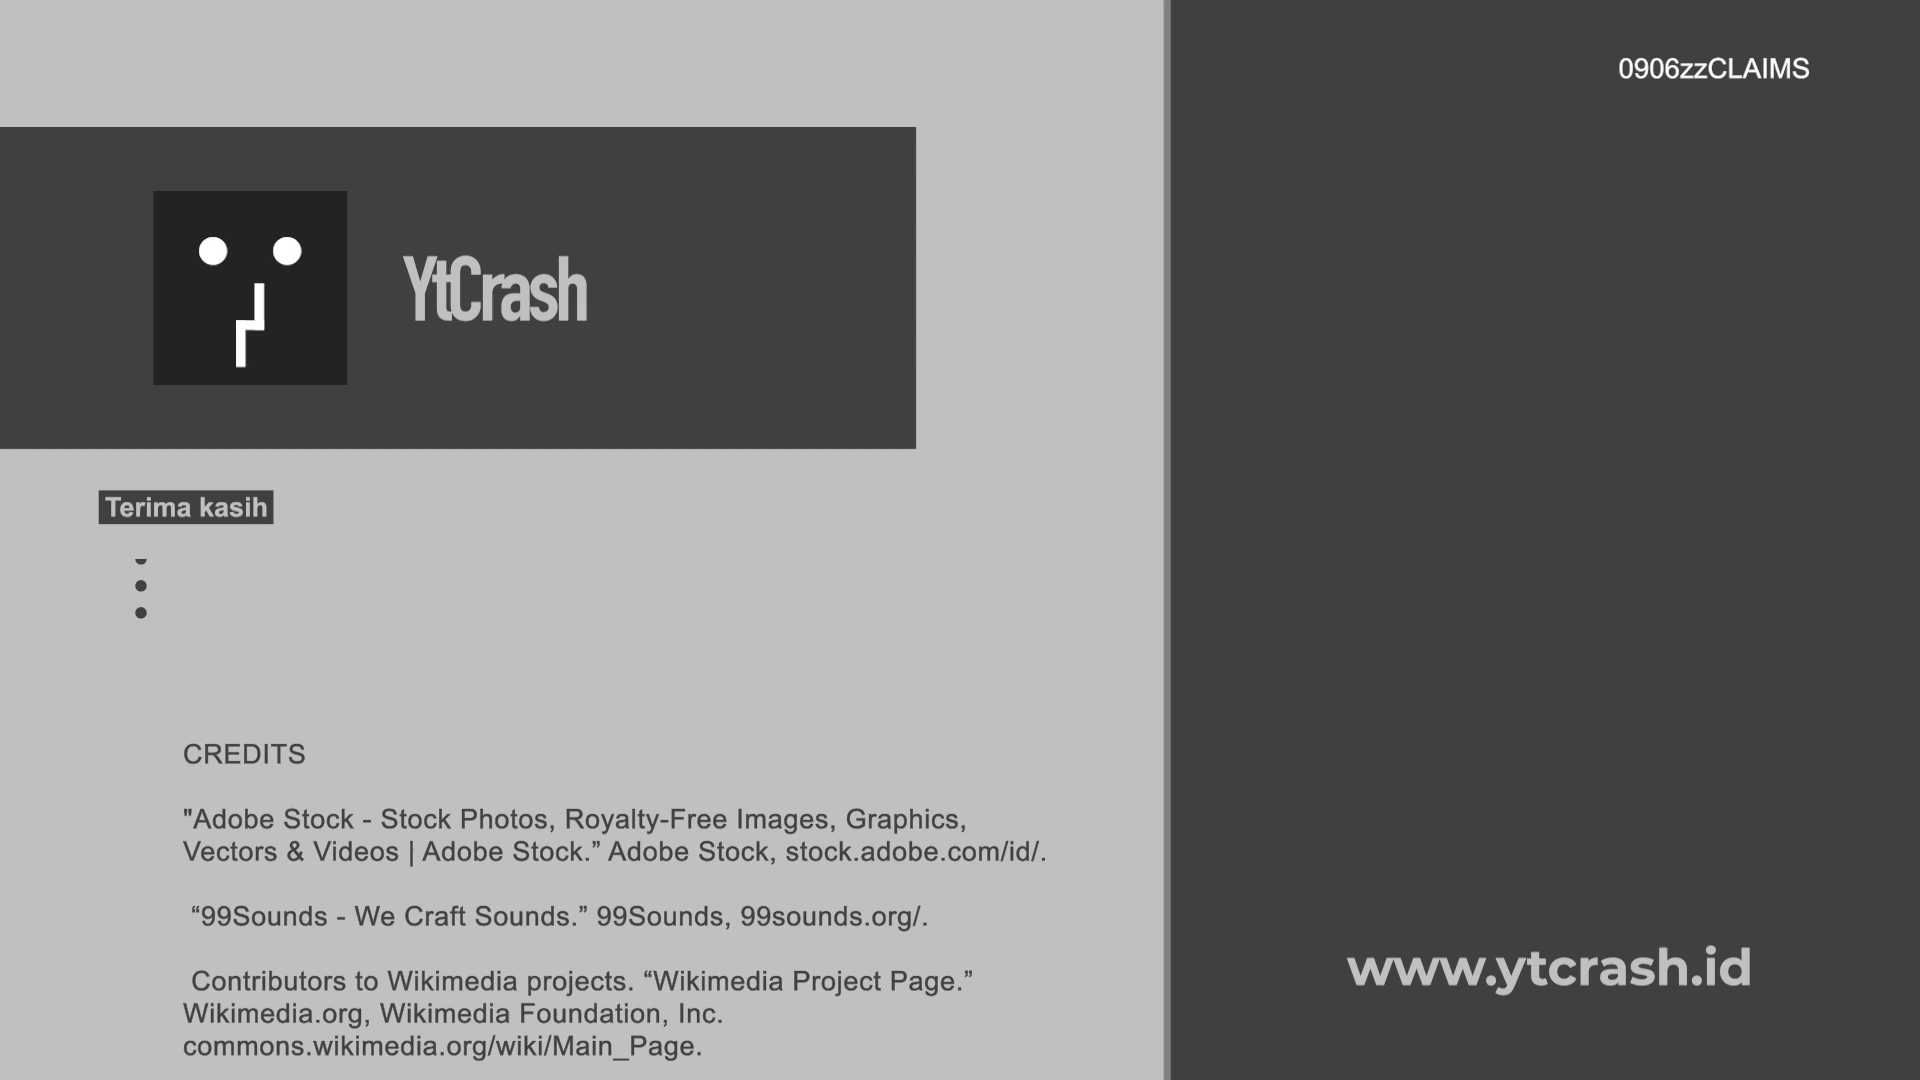 0906zzCLAIMS
YtCrash
Terima kasih
CREDITS
"Adobe Stock - Stock Photos, Royalty-Free Images, Graphics,
Vectors & Videos | Adobe Stock.” Adobe Stock, stock.adobe.com/id/.
“99Sounds - We Craft Sounds.” 99Sounds, 99sounds.org/.
Contributors to Wikimedia projects. “Wikimedia Project Page.”
Wikimedia.org, Wikimedia Foundation, Inc.
commons.wikimedia.org/wiki/Main_Page.
www.ytcrash.id